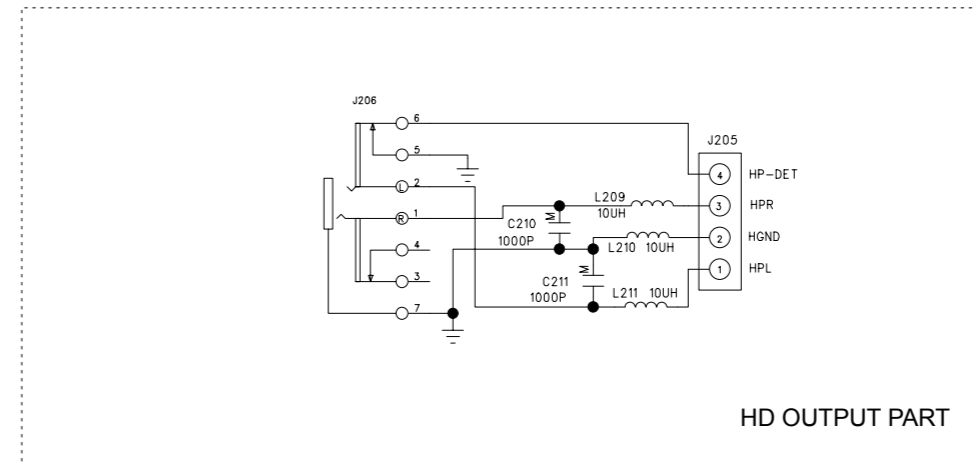 J206
6
5
L 2
R 1
4
3
7
J205
4 HP-DET
3 HPR
2 HGND
1 HPL
L209
10UH
C210
1000P
M
L210 10UH
M
C211
1000P
L211 10UH
HD OUTPUT PART